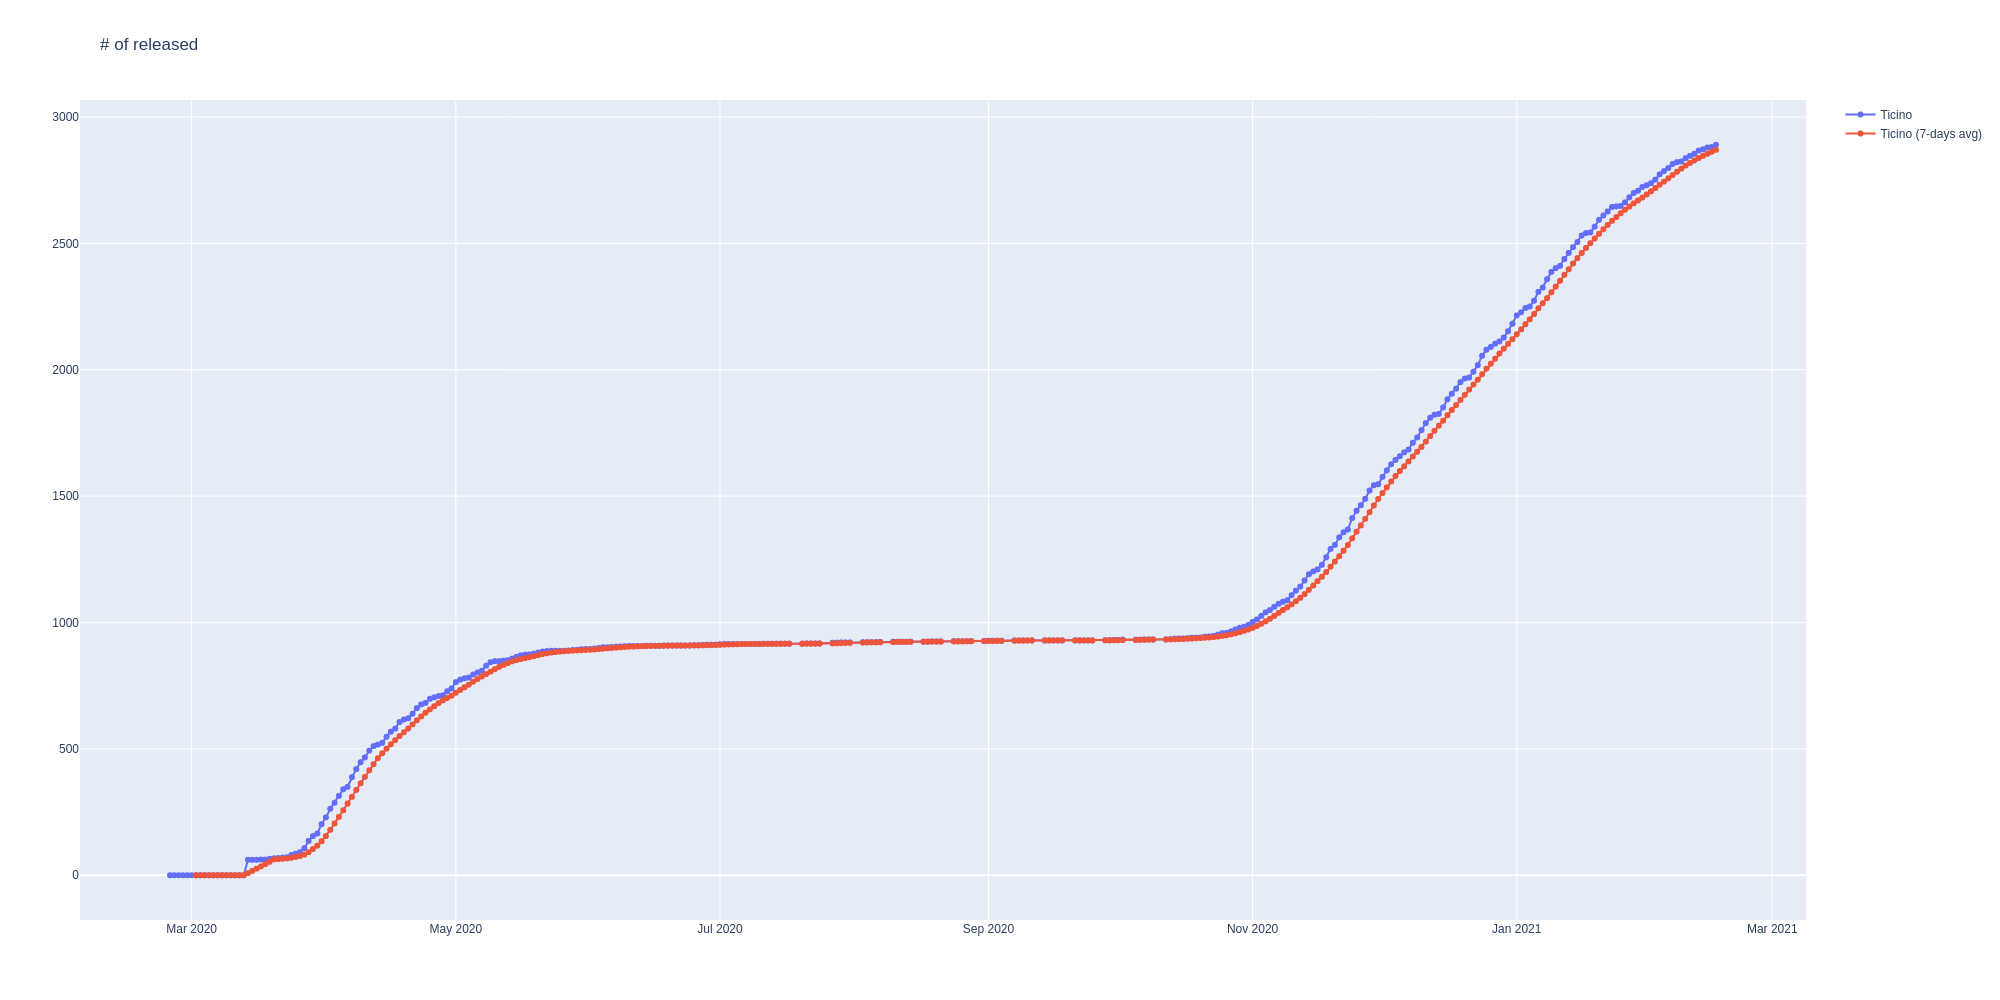 # of released
3000
2500
2000
1500
1000
500
0
Mar 2020
May 2020
Jul 2020
Sep 2020
Nov 2020
Jan 2021
Mar 2021
Ticino
Ticino (7-days avg)